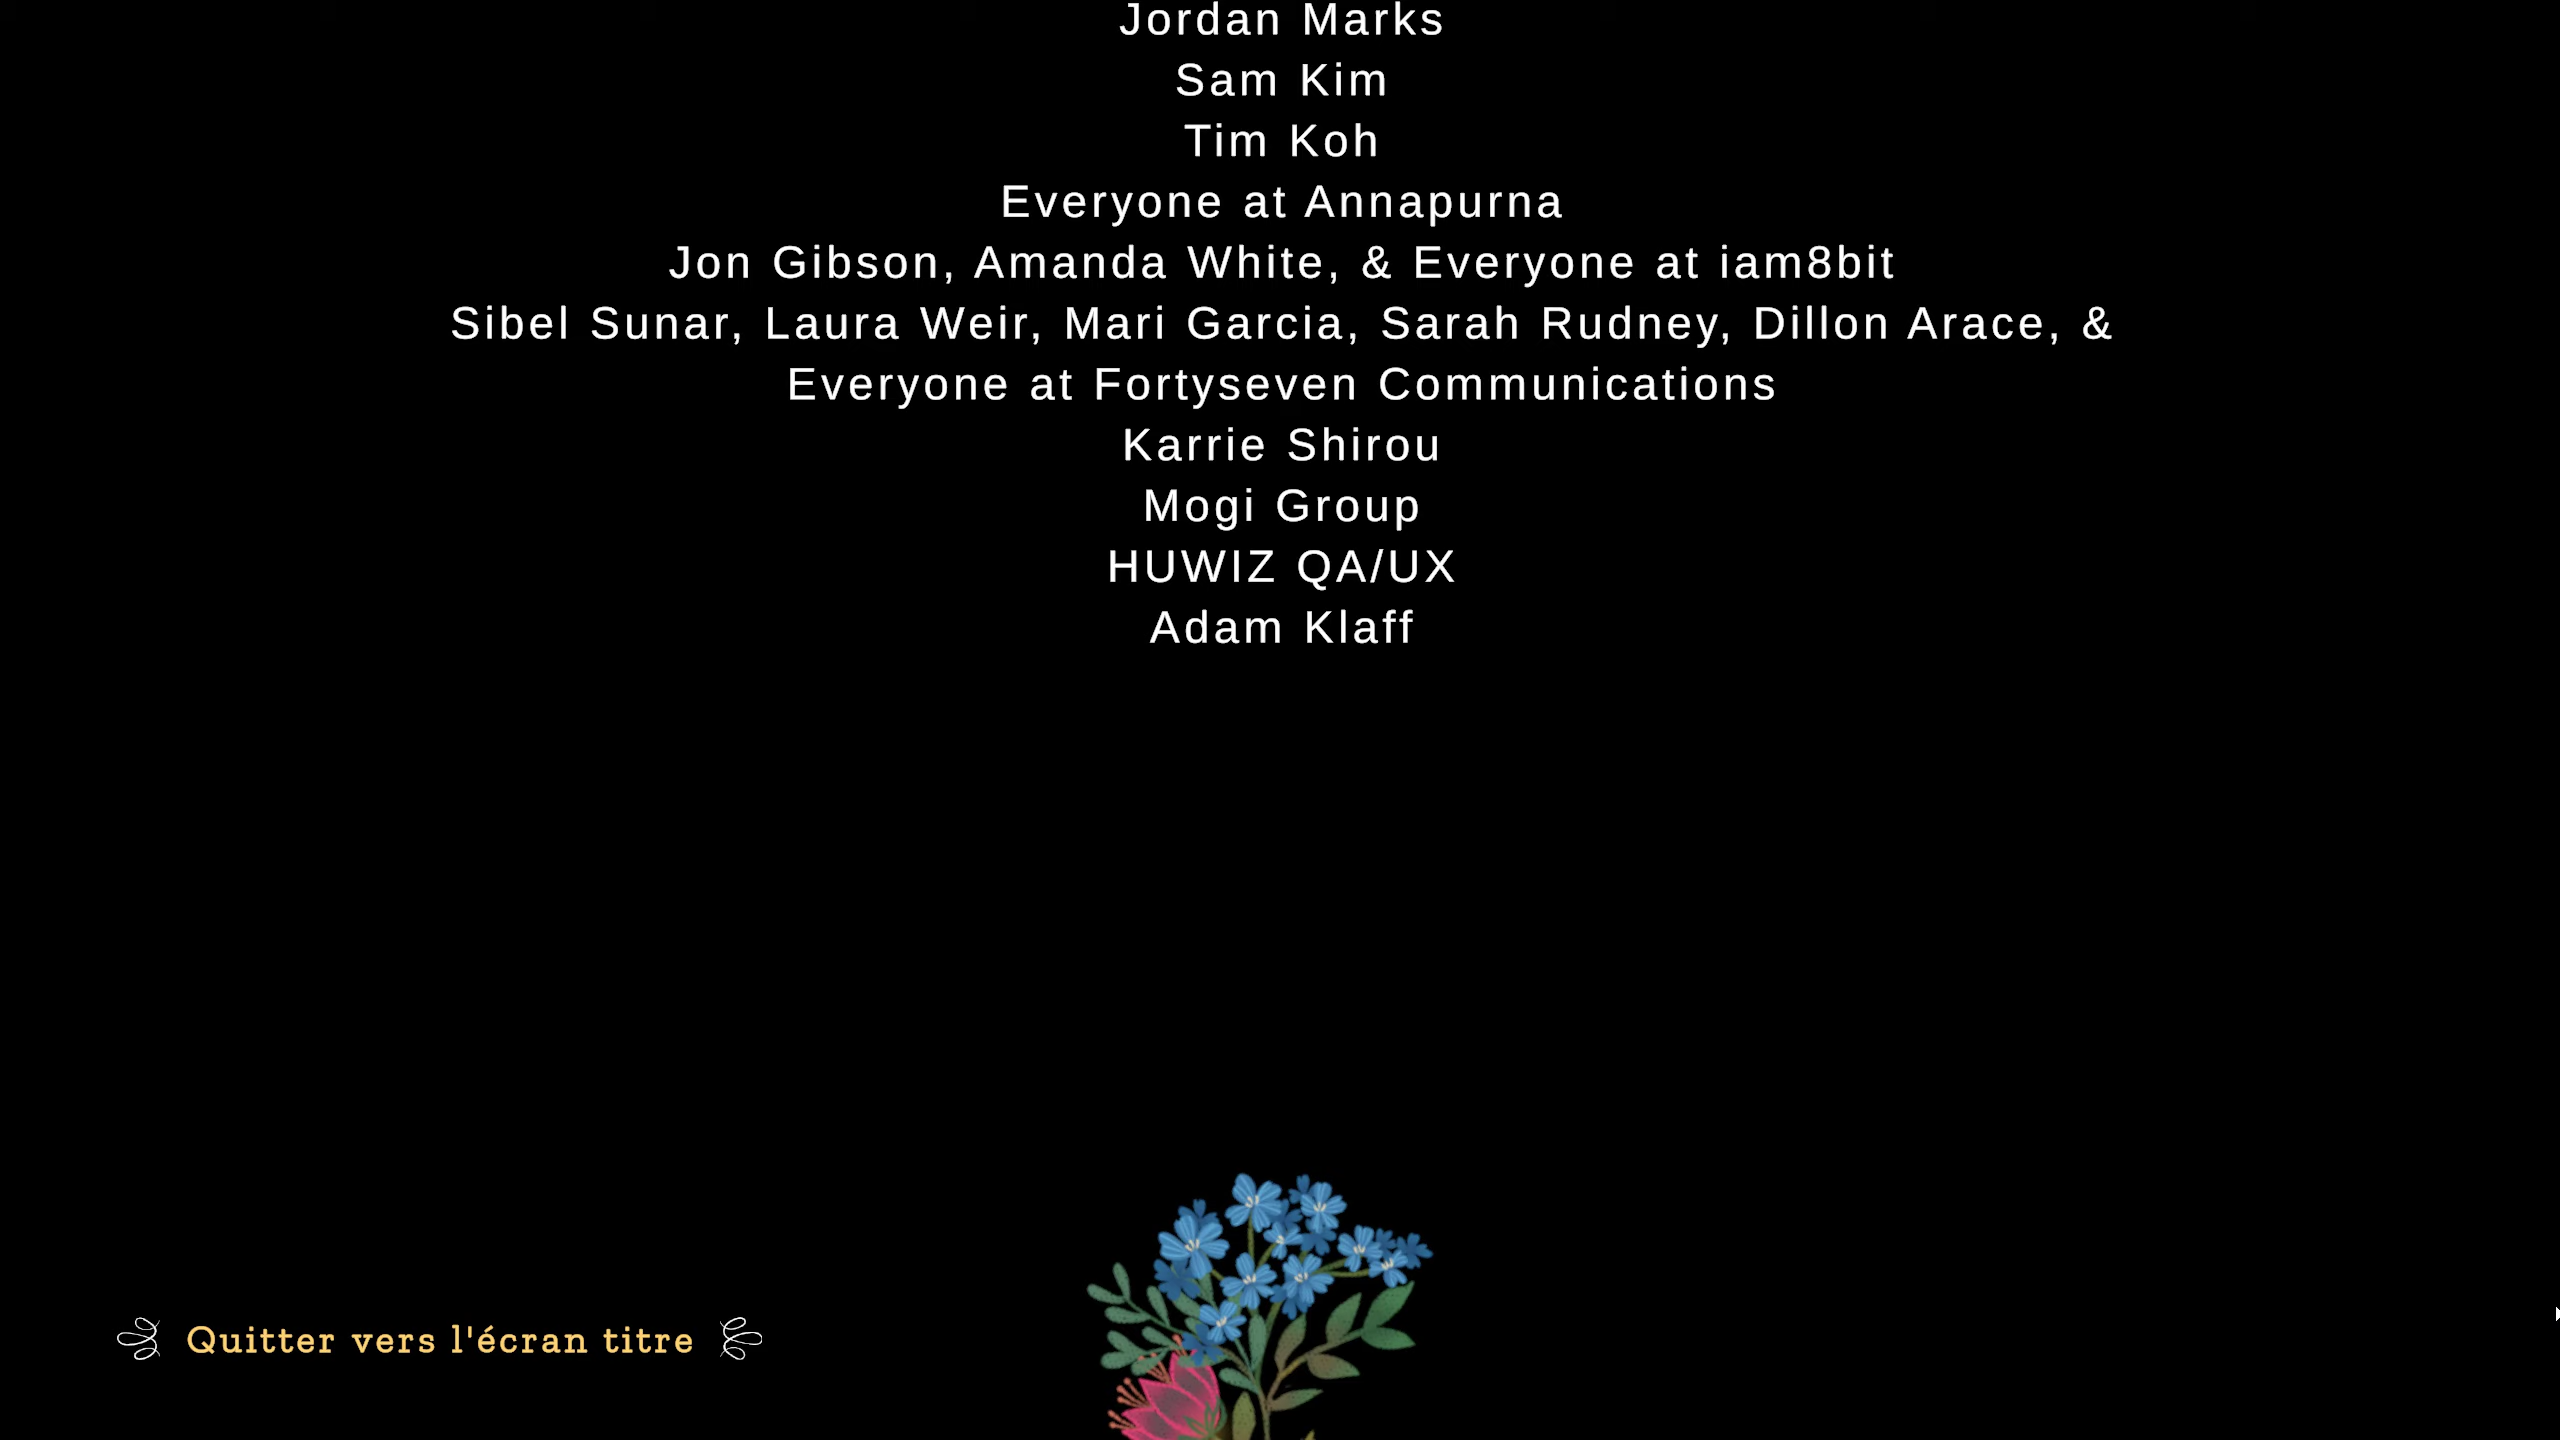 Jordan Marks
Sam Kim
Tim Koh
Everyone at Annapurna
Jon Gibson, Amanda White, & Everyone at iam8bit
Sibel Sunar, Laura Weir, Mari Garcia, Sarah Rudney, Dillon Arace, &
Everyone at Fortyseven Communications
Karrie Shirou
Mogi Group
HUWIZ QA/UX
Adam Klaff
Quitter vers l'écran titre